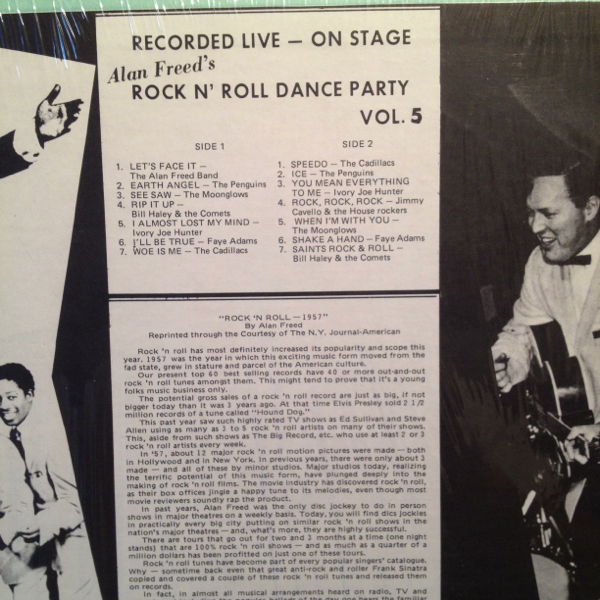 RECORDED LIVE — ON STAGE
Alan Freed's
ROCK N' ROLL DANCE PARTY
VOL. 5
SIDE 1
1. LET'S FACE IT —
The Alan Freed Band
2. EARTH ANGEL — The Penguins
3. SEE SAW — The Moonglows
4. RIP IT UP —
Bill Haley & the Comets
5. I ALMOST LOST MY MIND —
Ivory Joe Hunter
6. I'LL BE TRUE — Faye Adams
7. WOE IS ME — The Cadillacs
SIDE 2
1. SPEEDO — The Cadillacs
2. ICE — The Penguins
3. YOU MEAN EVERYTHING
TO ME — Ivory Joe Hunter
4. ROCK, ROCK, ROCK — Jimmy
Cavello & the House rockers
5. WHEN I'M WITH YOU —
The Moonglows
6. SHAKE A HAND — Faye Adams
7. SAINTS ROCK & ROLL —
Bill Haley & the Comets
"ROCK 'N ROLL — 1957"
By Alan Freed
Reprinted through the Courtesy of The N.Y. Journal-American
Rock 'n roll has most definitely increased its popularity and scope this
year. 1957 was the year in which this exciting music form moved from the
fad state, grew in stature and parcel of the American culture.
Our present top 60 best selling records have 40 or more out-and-out
rock 'n roll tunes amongst them. This might tend to prove that it's a young
folks music business only.
The potential gross sales of a rock 'n roll record are just as big, if not
bigger today than it was 3 years ago. At that time Elvis Presley sold 2 1/2
million records of a tune called "Hound Dog."
This past year saw such highly rated TV shows as Ed Sullivan and Steve
Allen using as many as 3 to 5 rock 'n roll artists on many of their shows.
This, aside from such shows as The Big Record, etc. who use at least 2 or 3
rock 'n roll artists every week.
In '57, about 12 major rock 'n roll motion pictures were made — both
in Hollywood and in New York. In previous years, there were only about 3
made — and all of these by minor studios. Major studios today, realizing
the terrific potential of this music form, have plunged deeply into the
making of rock 'n roll films. The movie industry has discovered rock 'n roll,
as their box offices jingle a happy tune to its melodies, even though most
movie reviewers soundly rap the product.
In past years, Alan Freed was the only disc jockey to do in person
shows in major theatres on a weekly basis. Today, you will find dics jockies
in practically every big city putting on similar rock 'n roll shows in the
nation's major theatres — and, what's more, they are highly successful.
There are tours that go out for two and 3 months at a time (one night
stands) that are 100% rock 'n roll shows — and as much as a quarter of a
million dollars has been profitted on just one of these tours.
Rock 'n roll tunes have become part of every popular singers' catalogue.
Why — sometime back even that great anti-rock and roller Frank Sinatra
copied and covered a couple of these rock 'n roll tunes and released them
on records.
In fact, in almost all musical arrangements heard on radio, TV and